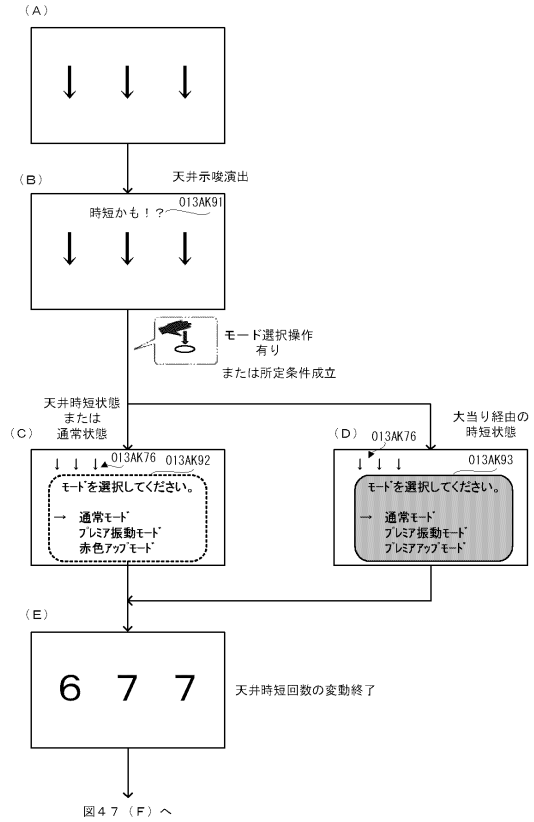 （A）
天井示唆演出
（B）
013AK91
時短かも！？
モード選択操作
有り
または所定条件成立
天井時短状態
または
通常状態
大当り経由の
時短状態
（C）
013AK76
013AK92
モードを選択してください。
→ 通常モード
プレミア振動モード
赤色アップモード
（D）
013AK76
013AK93
モードを選択してください。
→ 通常モード
プレミア振動モード
プレミアアップモード
（E）
6 7 7
天井時短回数の変動終了
図４７（F）へ